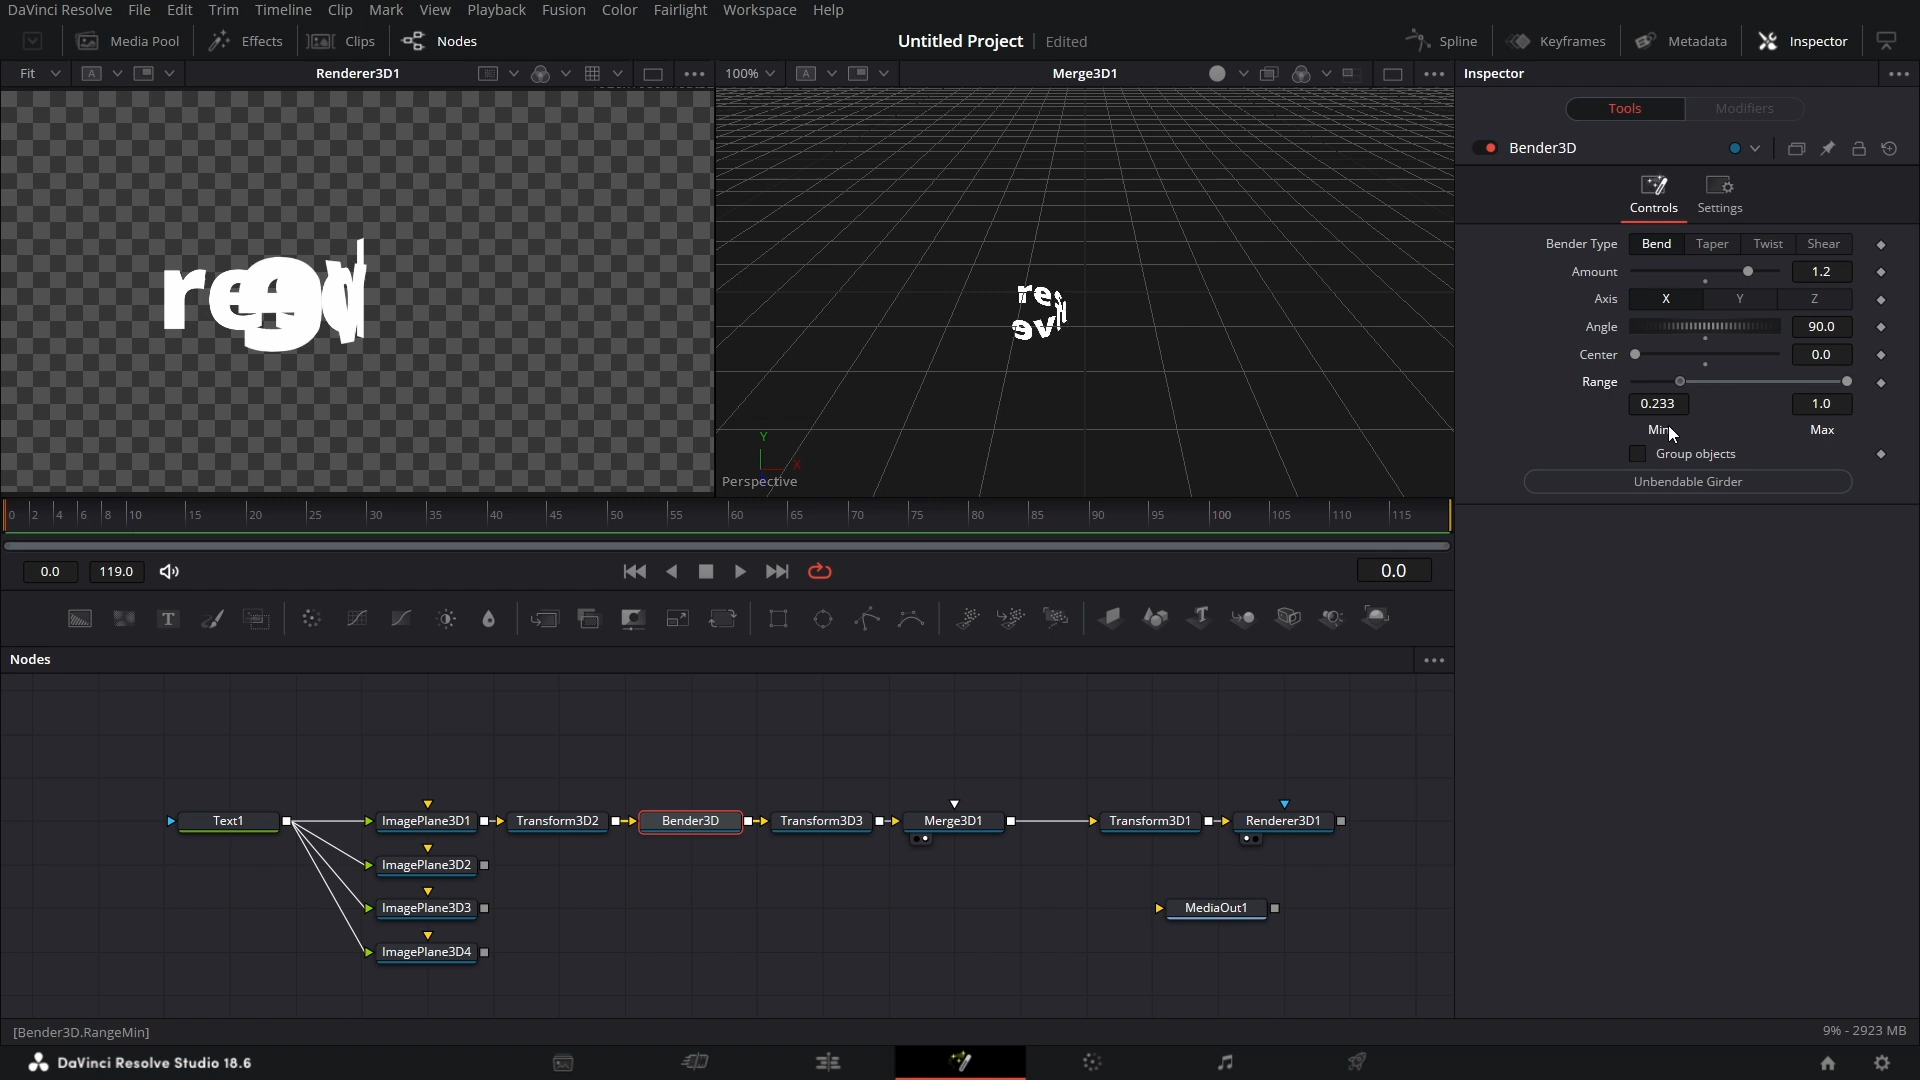 DaVinci Resolve File Edit Trim Timeline Clip Mark View Playback Fusion Color Fairlight Workspace Help
Media Pool Effects Clips Nodes Untitled Project Edited Spline Keyframes Metadata Inspector
Fit A Renderer3D1 100% A Merge3D1 Inspector
Tools Modifiers
Bender3D
Controls Settings
Bender Type Bend Taper Twist Shear
Amount 1.2
Axis X Y Z
Angle 90.0
Center 0.0
Range
0.233 1.0
Min Max
Group objects
Unbendable Girder
Y
X
Perspective
0 2 4 6 8 10 15 20 25 30 35 40 45 50 55 60 65 70 75 80 85 90 95 100 105 110 115
0.0 119.0 0.0
T T
Nodes
Text1 ImagePlane3D1 Transform3D2 Bender3D Transform3D3 Merge3D1 Transform3D1 Renderer3D1
ImagePlane3D2
ImagePlane3D3 MediaOut1
ImagePlane3D4
[Bender3D.RangeMin] 9% - 2923 MB
DaVinci Resolve Studio 18.6